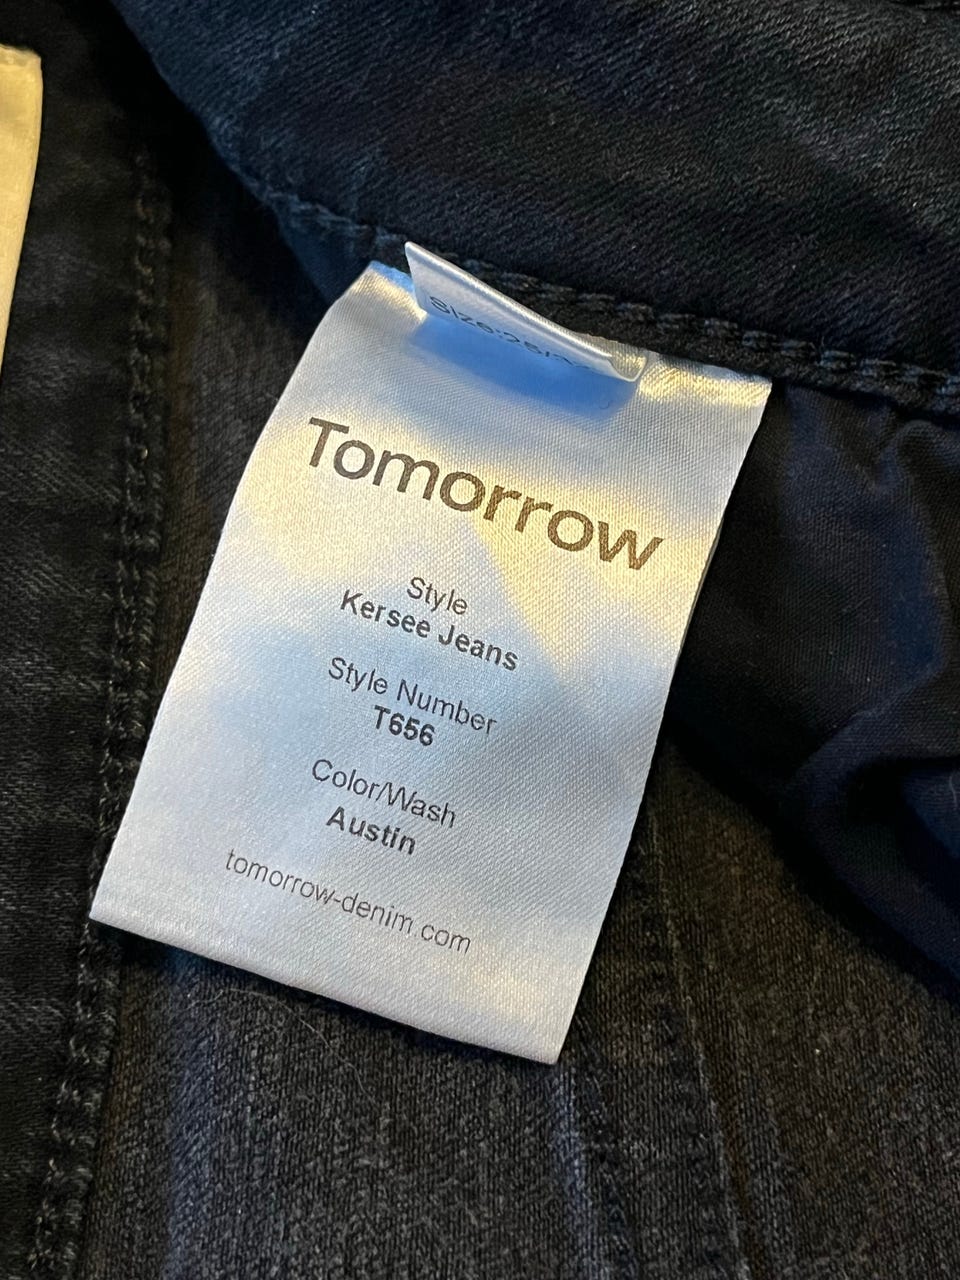 Tomorrow
Style
Kersee Jeans
Style Number
T656
Color/Wash
Austin
tomorrow-denim.com